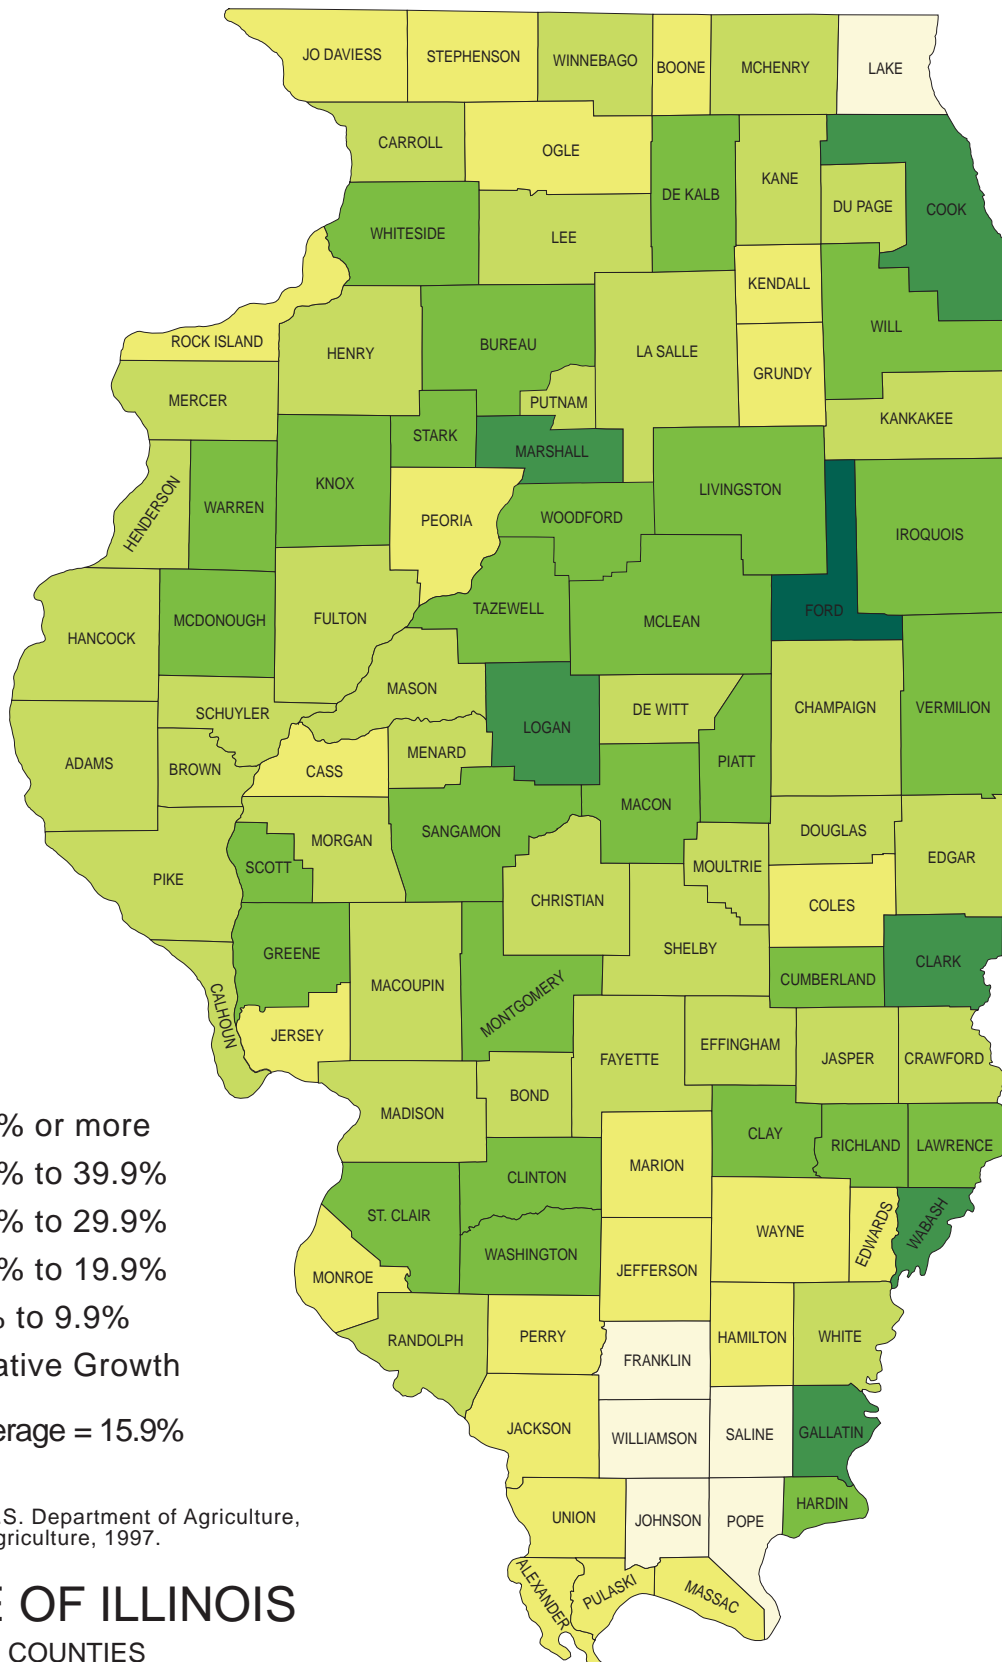 JO DAVIESS
STEPHENSON
WINNEBAGO
BOONE
MCHENRY
LAKE
CARROLL
OGLE
DE KALB
KANE
DU PAGE
COOK
WHITESIDE
LEE
KENDALL
ROCK ISLAND
HENRY
BUREAU
LA SALLE
WILL
GRUNDY
MERCER
PUTNAM
KANKAKEE
STARK
MARSHALL
HENDERSON
WARREN
KNOX
PEORIA
WOODFORD
LIVINGSTON
IROQUOIS
HANCOCK
MCDONOUGH
FULTON
TAZEWELL
MCLEAN
FORD
MASON
SCHUYLER
LOGAN
DE WITT
CHAMPAIGN
VERMILION
ADAMS
BROWN
CASS
MENARD
PIATT
MACON
SANGAMON
MORGAN
DOUGLAS
EDGAR
PIKE
SCOTT
CHRISTIAN
MOULTRIE
COLES
GREENE
MACOUPIN
MONTGOMERY
SHELBY
CUMBERLAND
CLARK
CALHOUN
JERSEY
FAYETTE
EFFINGHAM
JASPER
CRAWFORD
MADISON
BOND
CLAY
RICHLAND
LAWRENCE
MARION
CLINTON
ST. CLAIR
WASHINGTON
WAYNE
EDWARDS
WABASH
MONROE
JEFFERSON
RANDOLPH
PERRY
FRANKLIN
HAMILTON
WHITE
JACKSON
WILLIAMSON
SALINE
GALLATIN
UNION
JOHNSON
POPE
HARDIN
ALEXANDER
PULASKI
MASSAC
% or more
% to 39.9%
% to 29.9%
% to 19.9%
% to 9.9%
ative Growth
erage = 15.9%
.S. Department of Agriculture,
griculture, 1997.
E OF ILLINOIS
COUNTIES